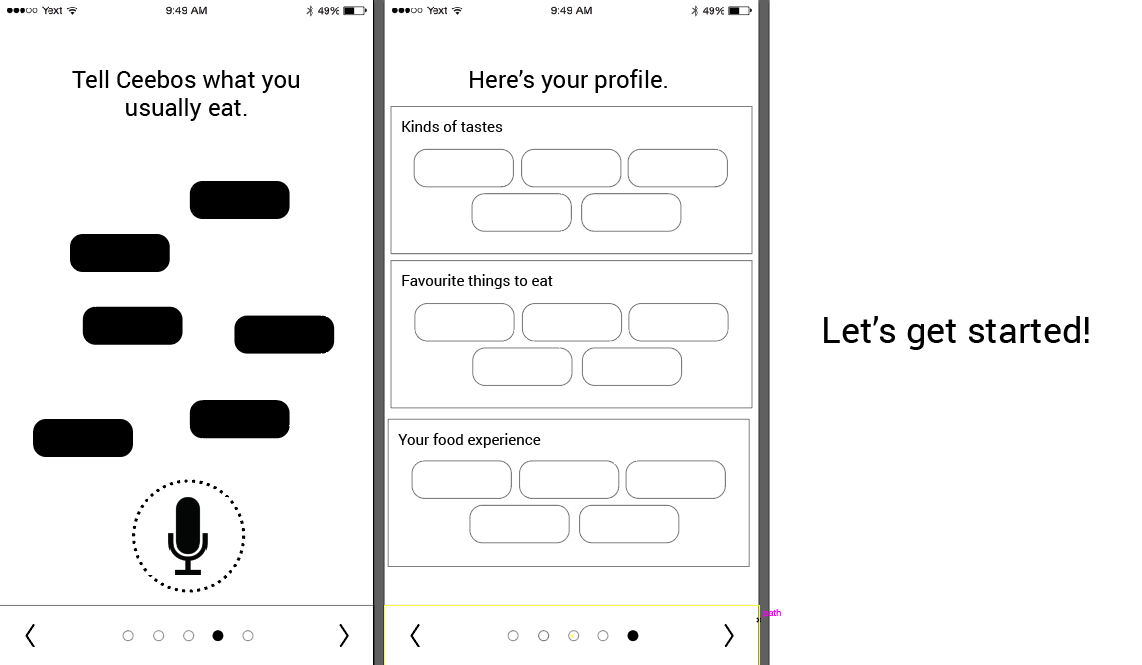 Yext 9:49 AM 49%
Tell Ceebos what you
usually eat.
Yext 9:49 AM 49%
Here's your profile.
Kinds of tastes
Favourite things to eat
Your food experience
path
Let's get started!